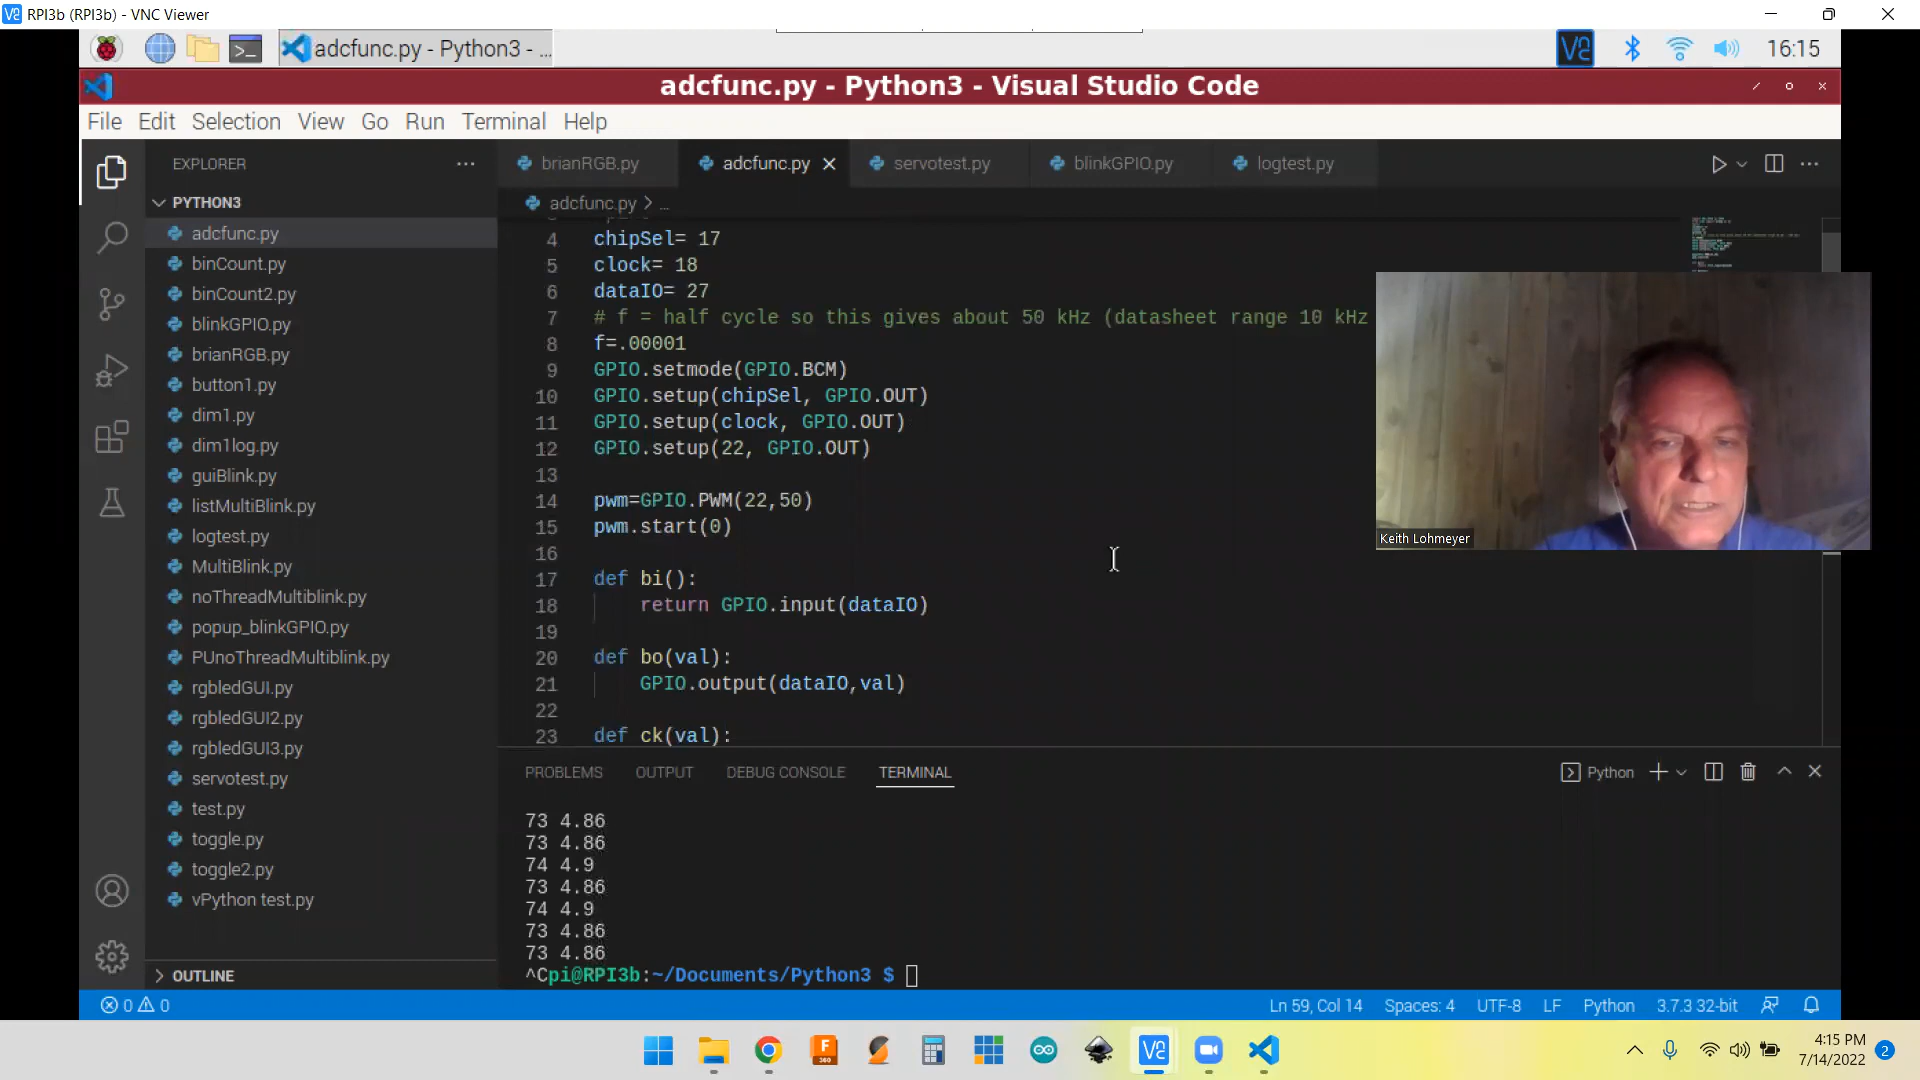 RPI3b (RPI3b) - VNC Viewer
adcfunc.py - Python3 - ...
16:15
adcfunc.py - Python3 - Visual Studio Code
File Edit Selection View Go Run Terminal Help
EXPLORER
brianRGB.py
adcfunc.py
servotest.py
blinkGPIO.py
logtest.py
PYTHON3
adcfunc.py
binCount.py
binCount2.py
blinkGPIO.py
brianRGB.py
button1.py
dim1.py
dim1log.py
guiBlink.py
listMultiBlink.py
logtest.py
MultiBlink.py
noThreadMultiblink.py
popup_blinkGPIO.py
PUnoThreadMultiblink.py
rgbledGUI.py
rgbledGUI2.py
rgbledGUI3.py
servotest.py
test.py
toggle.py
toggle2.py
vPython test.py
OUTLINE
adcfunc.py > ...
4 chipSel= 17
5 clock= 18
6 dataIO= 27
7 # f = half cycle so this gives about 50 kHz (datasheet range 10 kHz
8 f=.00001
9 GPIO.setmode(GPIO.BCM)
10 GPIO.setup(chipSel, GPIO.OUT)
11 GPIO.setup(clock, GPIO.OUT)
12 GPIO.setup(22, GPIO.OUT)
13
14 pwm=GPIO.PWM(22,50)
15 pwm.start(0)
16
17 def bi():
18 return GPIO.input(dataIO)
19
20 def bo(val):
21 GPIO.output(dataIO,val)
22
23 def ck(val):
Keith Lohmeyer
PROBLEMS OUTPUT DEBUG CONSOLE TERMINAL
Python
73 4.86
73 4.86
74 4.9
73 4.86
74 4.9
73 4.86
73 4.86
^Cpi@RPI3b:~/Documents/Python3 $
0 0
Ln 59, Col 14 Spaces: 4 UTF-8 LF Python 3.7.3 32-bit
4:15 PM
7/14/2022
2